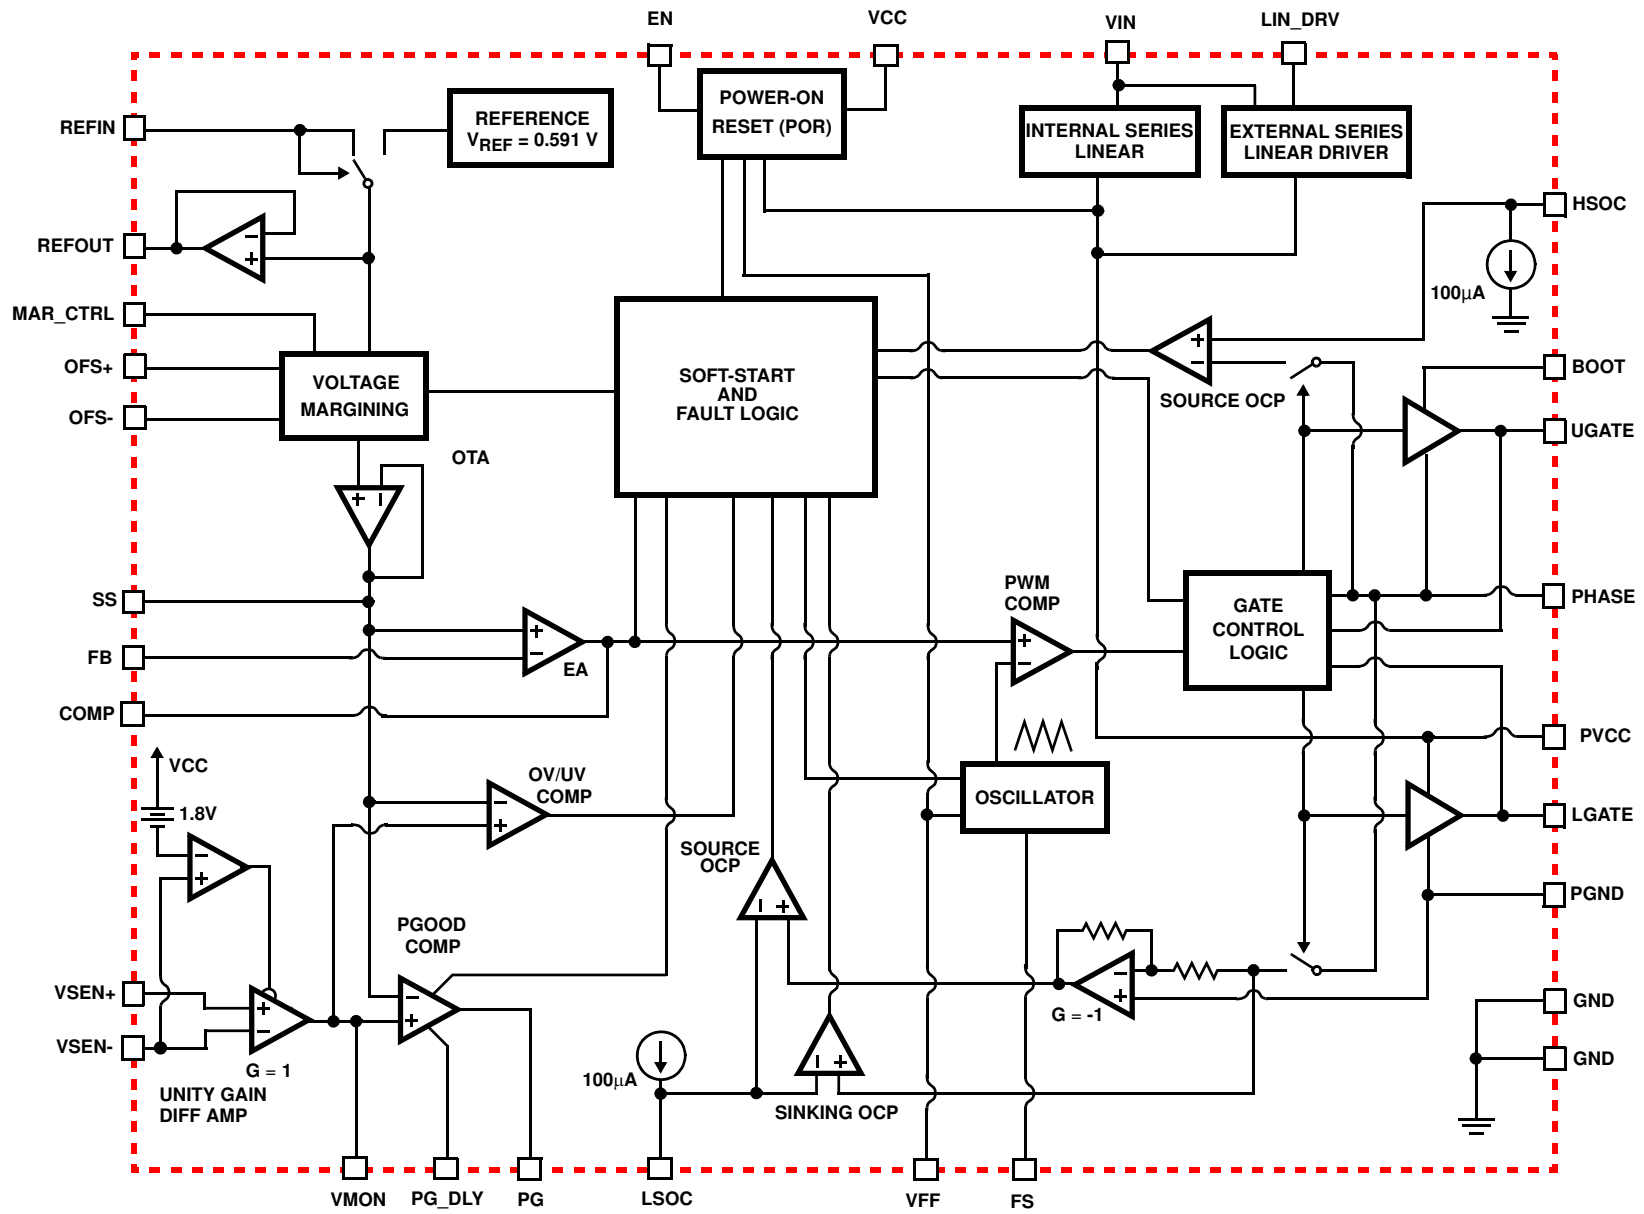 EN
VCC
VIN
LIN_DRV
REFIN
REFERENCE
VREF = 0.591 V
POWER-ON
RESET (POR)
INTERNAL SERIES
LINEAR
EXTERNAL SERIES
LINEAR DRIVER
HSOC
REFOUT
−
+
100µA
MAR_CTRL
OFS+
OFS-
VOLTAGE
MARGINING
SOFT-START
AND
FAULT LOGIC
+
−
SOURCE OCP
BOOT
UGATE
OTA
+ −
SS
FB
COMP
+
−
EA
PWM
COMP
+
−
GATE
CONTROL
LOGIC
PHASE
PVCC
VCC
1.8V
OV/UV
COMP
−
+
OSCILLATOR
LGATE
−
+
SOURCE
OCP
− +
PGND
PGOOD
COMP
−
+
VSEN+
VSEN-
+
−
G = 1
UNITY GAIN
DIFF AMP
−
+
G = -1
GND
GND
100µA
− +
SINKING OCP
VMON
PG_DLY
PG
LSOC
VFF
FS